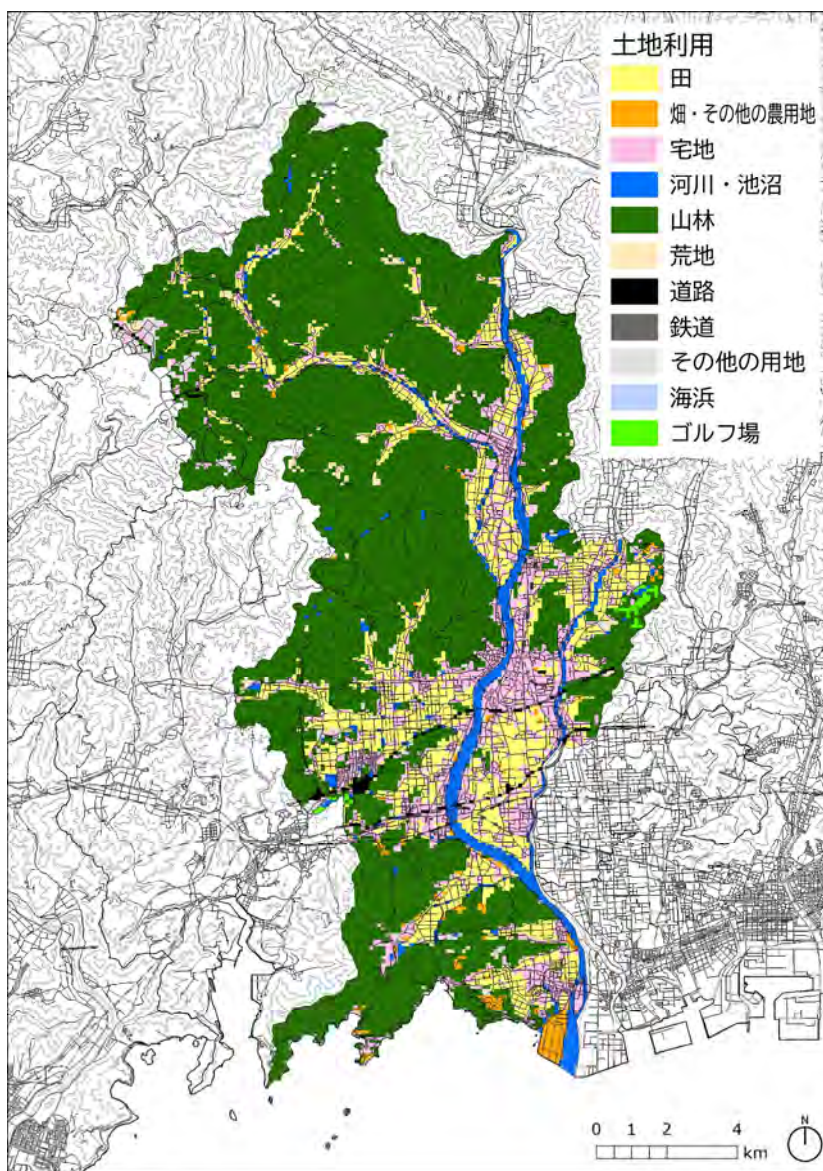 土地利用
田
畑・その他の農用地
宅地
河川・池沼
山林
荒地
道路
鉄道
その他の用地
海浜
ゴルフ場
0 1 2 4
km
N